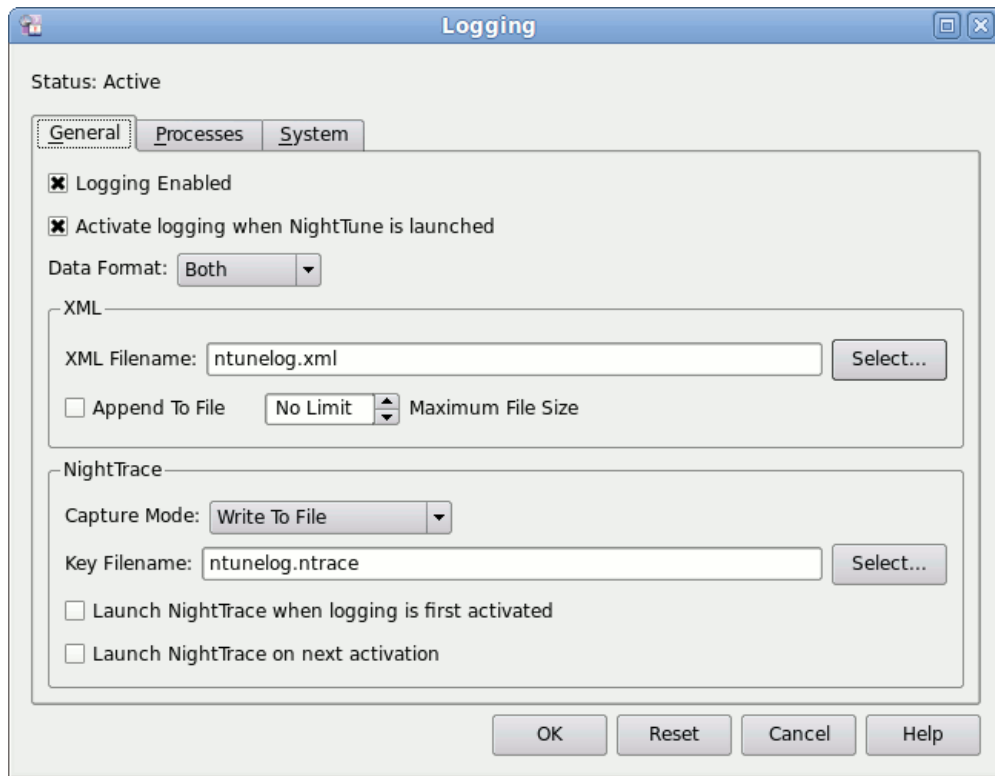 Logging
Status: Active
General Processes System
Logging Enabled
Activate logging when NightTune is launched
Data Format: Both
XML
XML Filename: ntunelog.xml Select...
Append To File No Limit Maximum File Size
NightTrace
Capture Mode: Write To File
Key Filename: ntunelog.ntrace Select...
Launch NightTrace when logging is first activated
Launch NightTrace on next activation
OK Reset Cancel Help